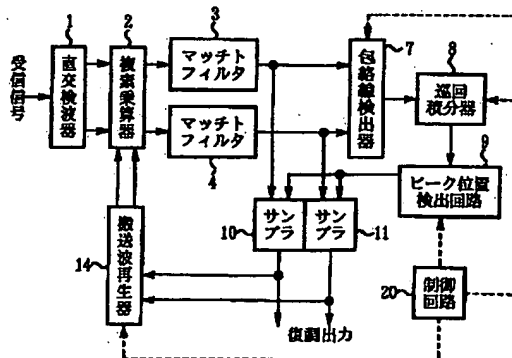 1
2
3
7
8
受信信号
直交検波器
複素乗算器
マッチト
フィルタ
包絡線検出器
巡回
積分器
マッチト
フィルタ
4
9
ピーク位置
検出回路
10
サン
プラ
サン
プラ
11
14
搬送波再生器
20
制御
回路
復調出力